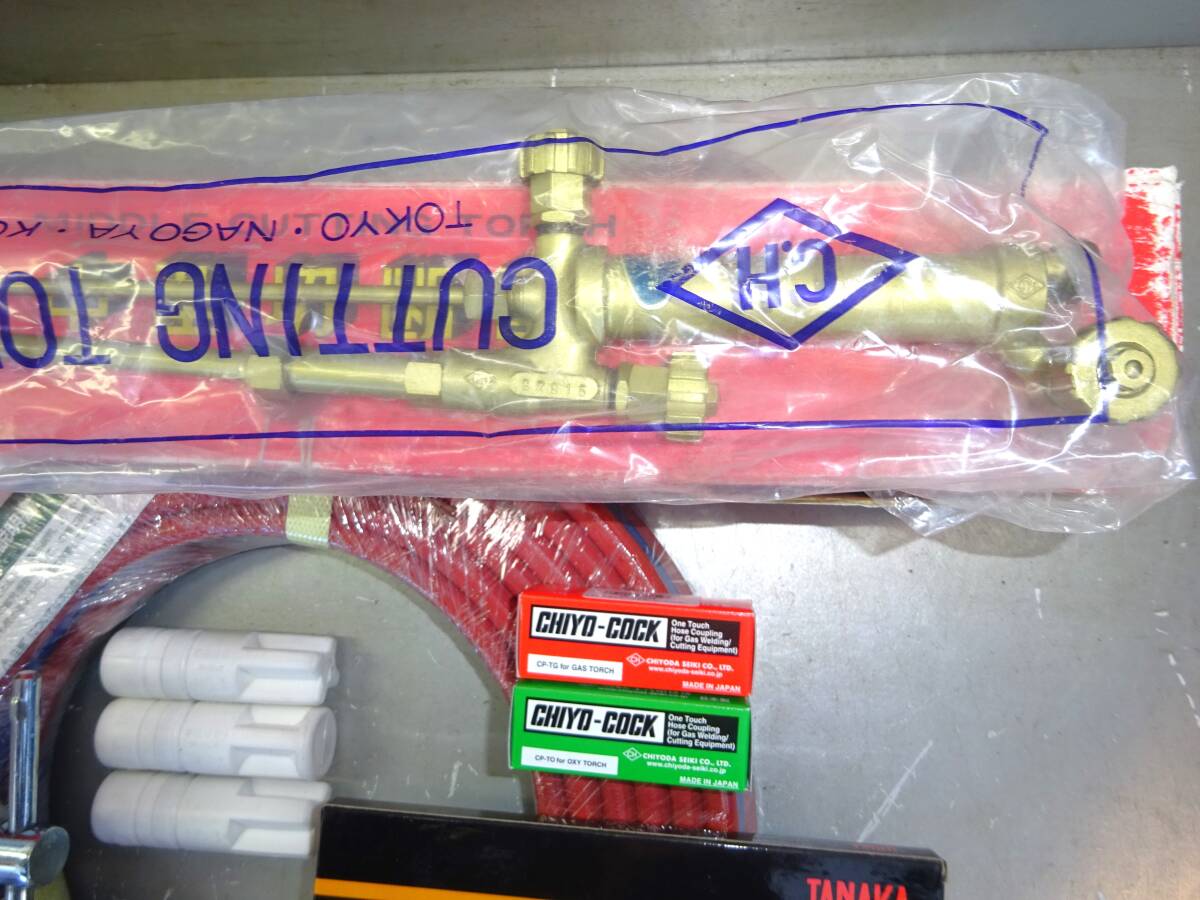 TOKYO · NAGOYA · KO
CUTTING TO
C.H.
CHIYO-COCK
One Touch
Hose Coupling
(for Gas Welding/
Cutting Equipment)
CP-TG for GAS TORCH
CH CHIYODA SEIKI CO., LTD.
www.chiyoda-seiki.co.jp
MADE IN JAPAN
CHIYO-COCK
One Touch
Hose Coupling
(for Gas Welding/
Cutting Equipment)
CP-TO for OXY TORCH
CH CHIYODA SEIKI CO., LTD.
www.chiyoda-seiki.co.jp
MADE IN JAPAN
TANAKA